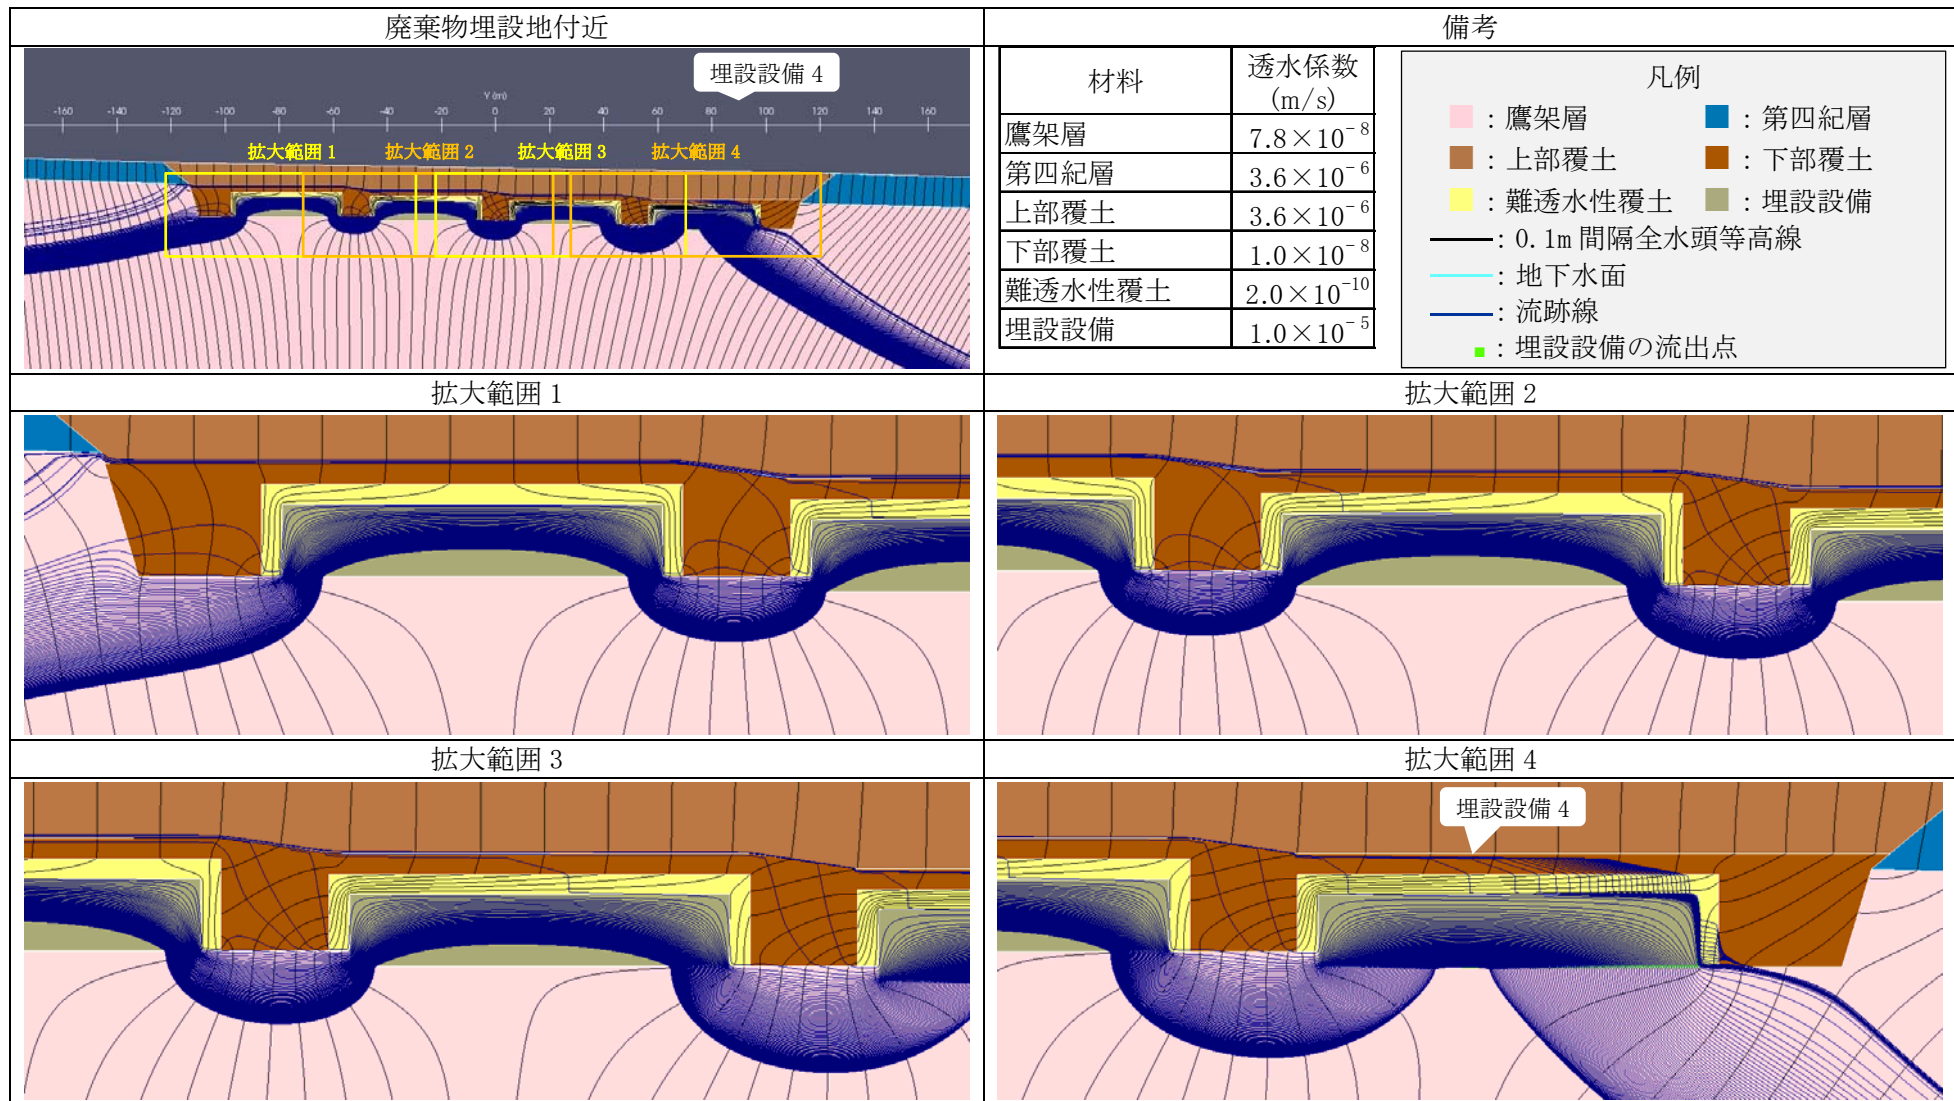 廃棄物埋設地付近
備考
埋設設備 4
Y (m)
-160 -140 -120 -100 -80 -60 -40 -20 0 20 40 60 80 100 120 140 160
拡大範囲 1 拡大範囲 2 拡大範囲 3 拡大範囲 4
材料 透水係数 (m/s)
鷹架層 7.8×10⁻⁸
第四紀層 3.6×10⁻⁶
上部覆土 3.6×10⁻⁶
下部覆土 1.0×10⁻⁸
難透水性覆土 2.0×10⁻¹⁰
埋設設備 1.0×10⁻⁵
凡例
：鷹架層 ：第四紀層
：上部覆土 ：下部覆土
：難透水性覆土 ：埋設設備
：0.1m 間隔全水頭等高線
：地下水面
：流跡線
：埋設設備の流出点
拡大範囲 1
拡大範囲 2
拡大範囲 3
拡大範囲 4
埋設設備 4